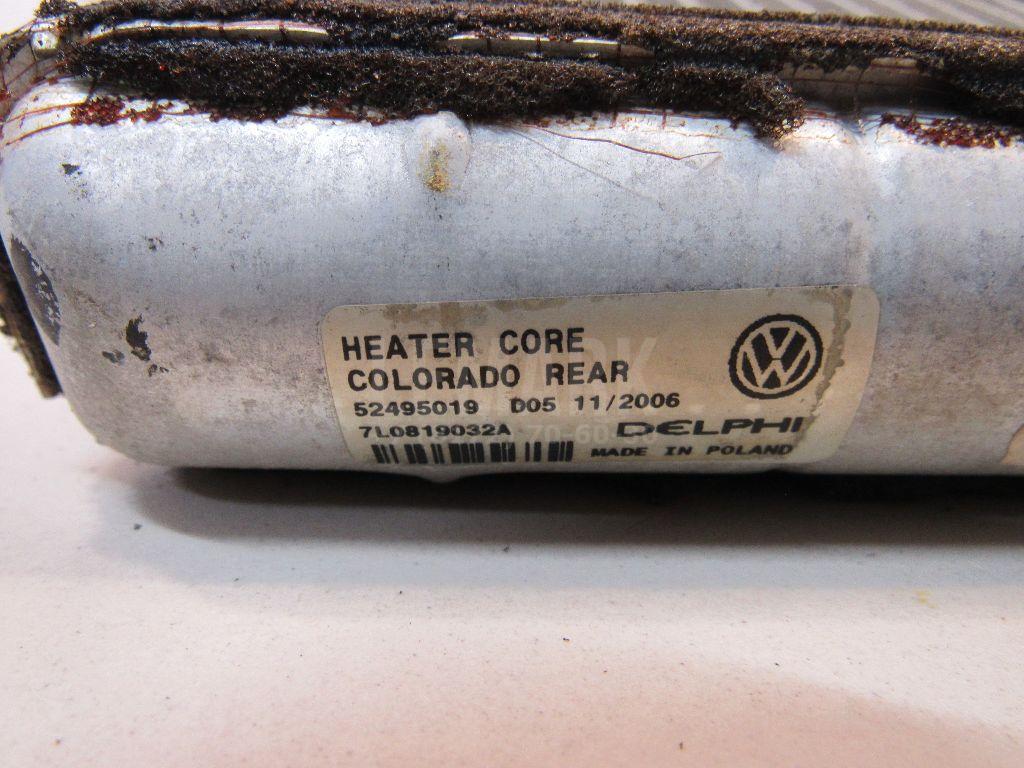 HEATER CORE
COLORADO REAR
52495019 D05 11/2006
7L0819032A DELPHI
MADE IN POLAND